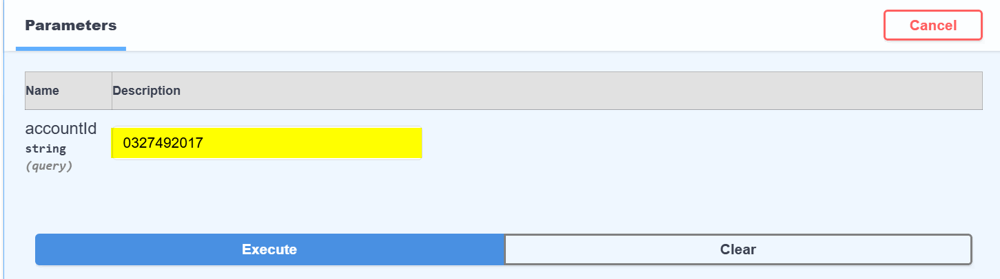 Parameters
Cancel
Name
Description
accountId
string
(query)
0327492017
Execute
Clear